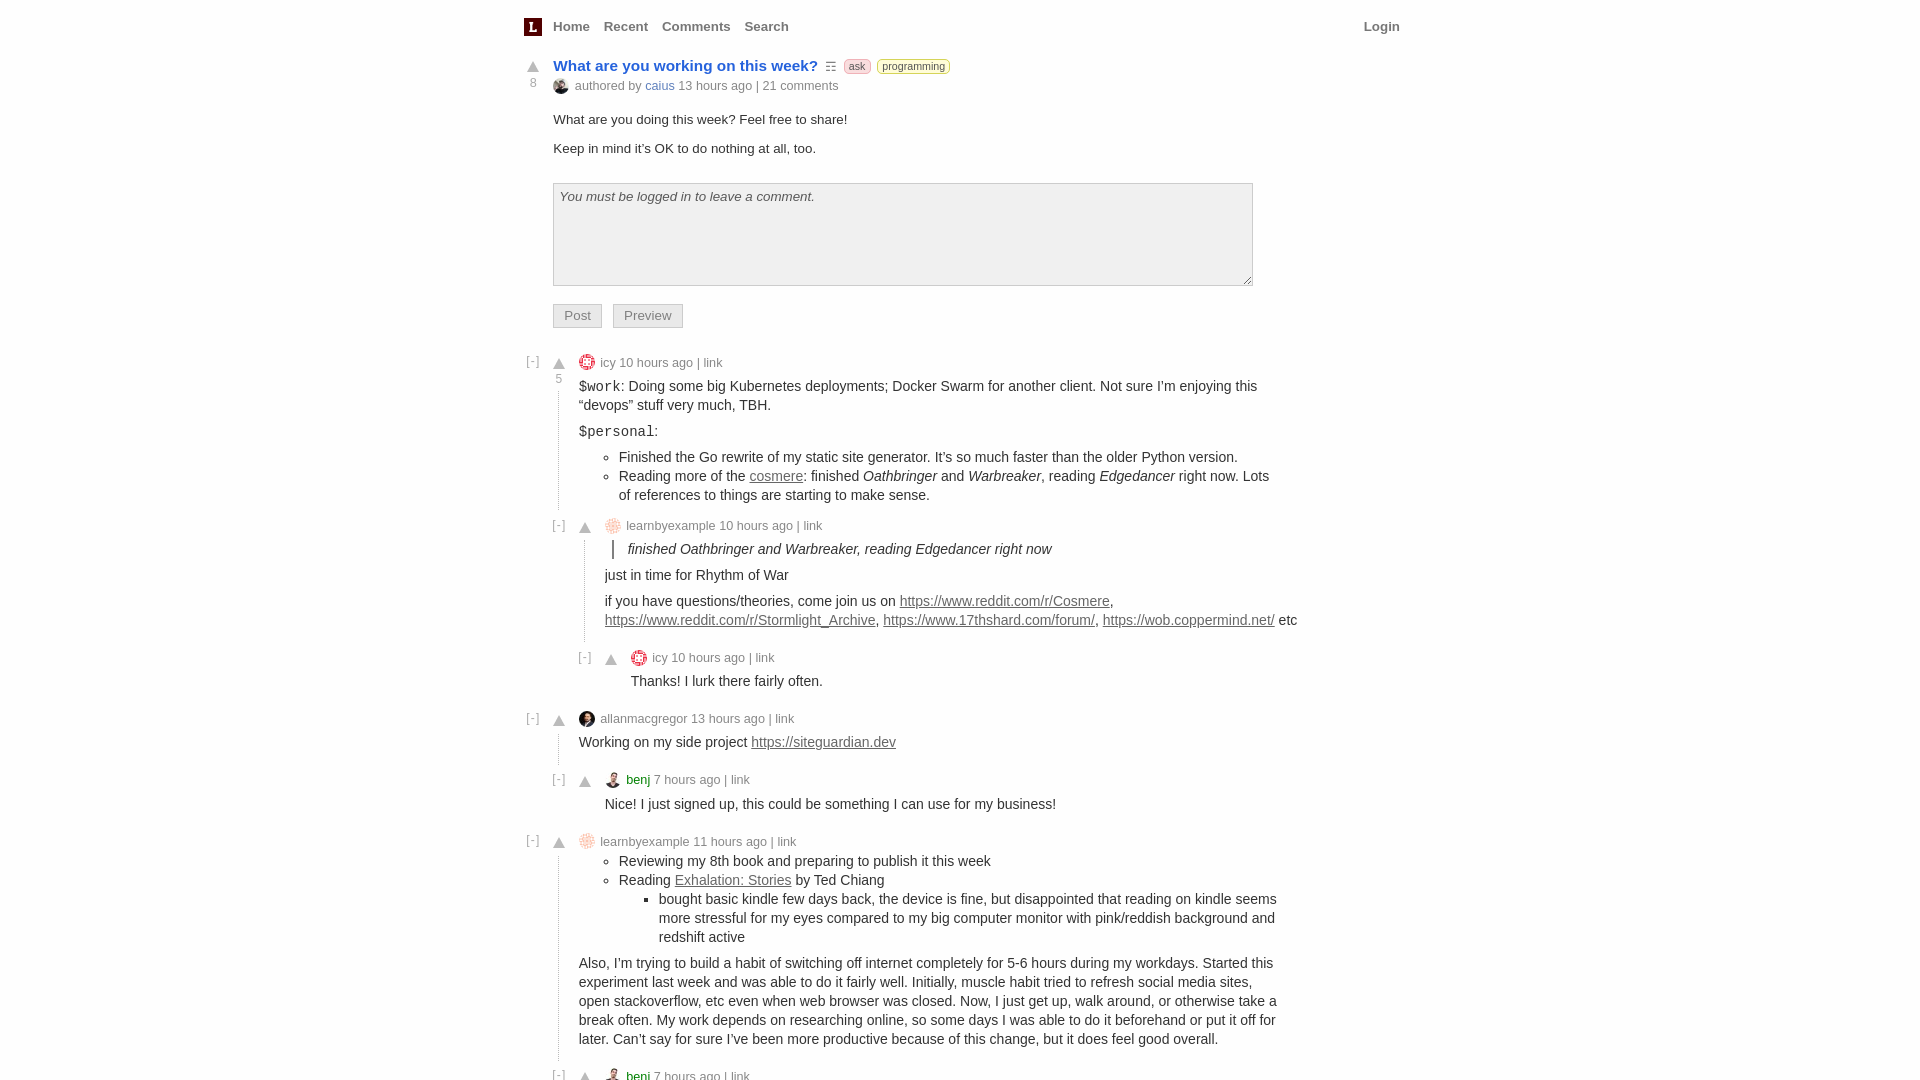 L Home Recent Comments Search Login
What are you working on this week? ☶ ask programming
8
authored by caius 13 hours ago | 21 comments
What are you doing this week? Feel free to share!
Keep in mind it’s OK to do nothing at all, too.
You must be logged in to leave a comment.
Post Preview
[-] icy 10 hours ago | link
5
$work: Doing some big Kubernetes deployments; Docker Swarm for another client. Not sure I’m enjoying this
“devops” stuff very much, TBH.
$personal:
Finished the Go rewrite of my static site generator. It’s so much faster than the older Python version.
Reading more of the cosmere: finished Oathbringer and Warbreaker, reading Edgedancer right now. Lots
of references to things are starting to make sense.
[-] learnbyexample 10 hours ago | link
finished Oathbringer and Warbreaker, reading Edgedancer right now
just in time for Rhythm of War
if you have questions/theories, come join us on https://www.reddit.com/r/Cosmere,
https://www.reddit.com/r/Stormlight_Archive, https://www.17thshard.com/forum/, https://wob.coppermind.net/ etc
[-] icy 10 hours ago | link
Thanks! I lurk there fairly often.
[-] allanmacgregor 13 hours ago | link
Working on my side project https://siteguardian.dev
[-] benj 7 hours ago | link
Nice! I just signed up, this could be something I can use for my business!
[-] learnbyexample 11 hours ago | link
Reviewing my 8th book and preparing to publish it this week
Reading Exhalation: Stories by Ted Chiang
bought basic kindle few days back, the device is fine, but disappointed that reading on kindle seems
more stressful for my eyes compared to my big computer monitor with pink/reddish background and
redshift active
Also, I’m trying to build a habit of switching off internet completely for 5-6 hours during my workdays. Started this
experiment last week and was able to do it fairly well. Initially, muscle habit tried to refresh social media sites,
open stackoverflow, etc even when web browser was closed. Now, I just get up, walk around, or otherwise take a
break often. My work depends on researching online, so some days I was able to do it beforehand or put it off for
later. Can’t say for sure I’ve been more productive because of this change, but it does feel good overall.
[-] benj 7 hours ago | link